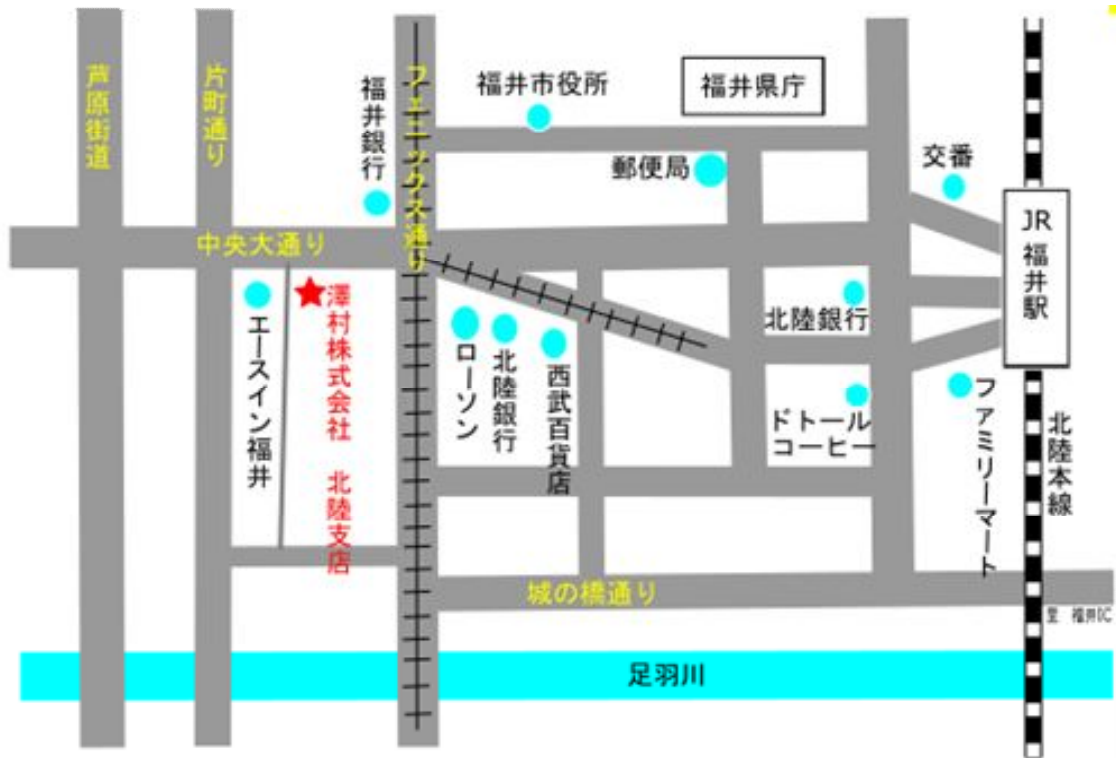 芦原街道
片町通り
福井銀行
フェニックス通り
福井市役所
福井県庁
郵便局
交番
JR
福井駅
中央大通り
エースイン福井
澤村株式会社 北陸支店
ローソン
北陸銀行
西武百貨店
北陸銀行
ドトール
コーヒー
ファミリーマート
北陸本線
城の橋通り
至 福井IC
足羽川